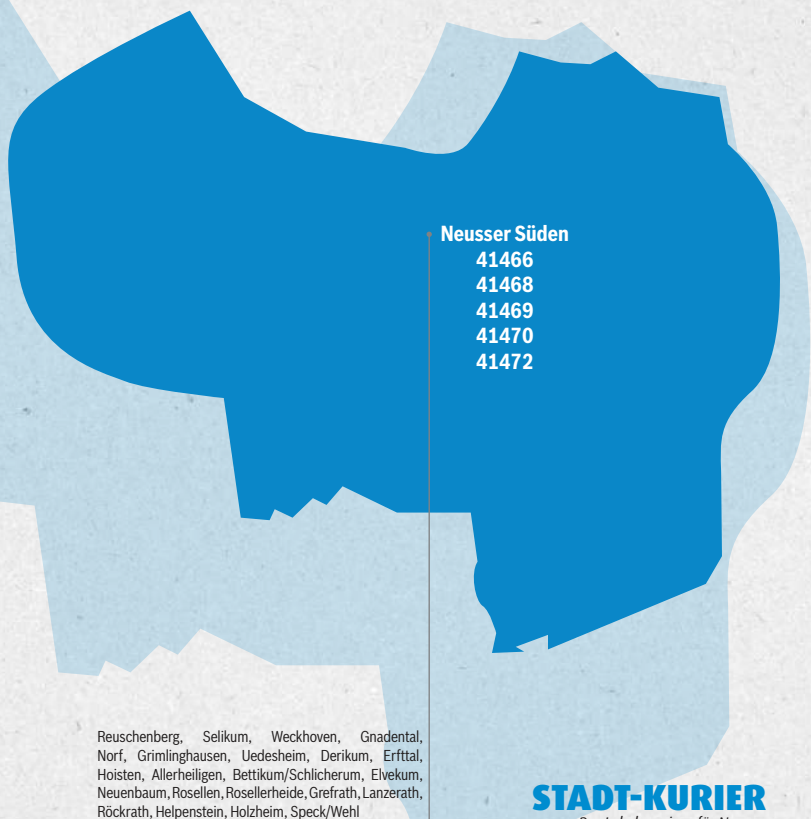 Neusser Süden
41466
41468
41469
41470
41472
Reuschenberg, Selikum, Weckhoven, Gnadental,
Norf, Grimlinghausen, Uedesheim, Derikum, Erfttal,
Hoisten, Allerheiligen, Bettikum/Schlicherum, Elvekum,
Neuenbaum, Rosellen, Rosellerheide, Grefrath, Lanzerath,
Röckrath, Helpenstein, Holzheim, Speck/Wehl
STADT-KURIER